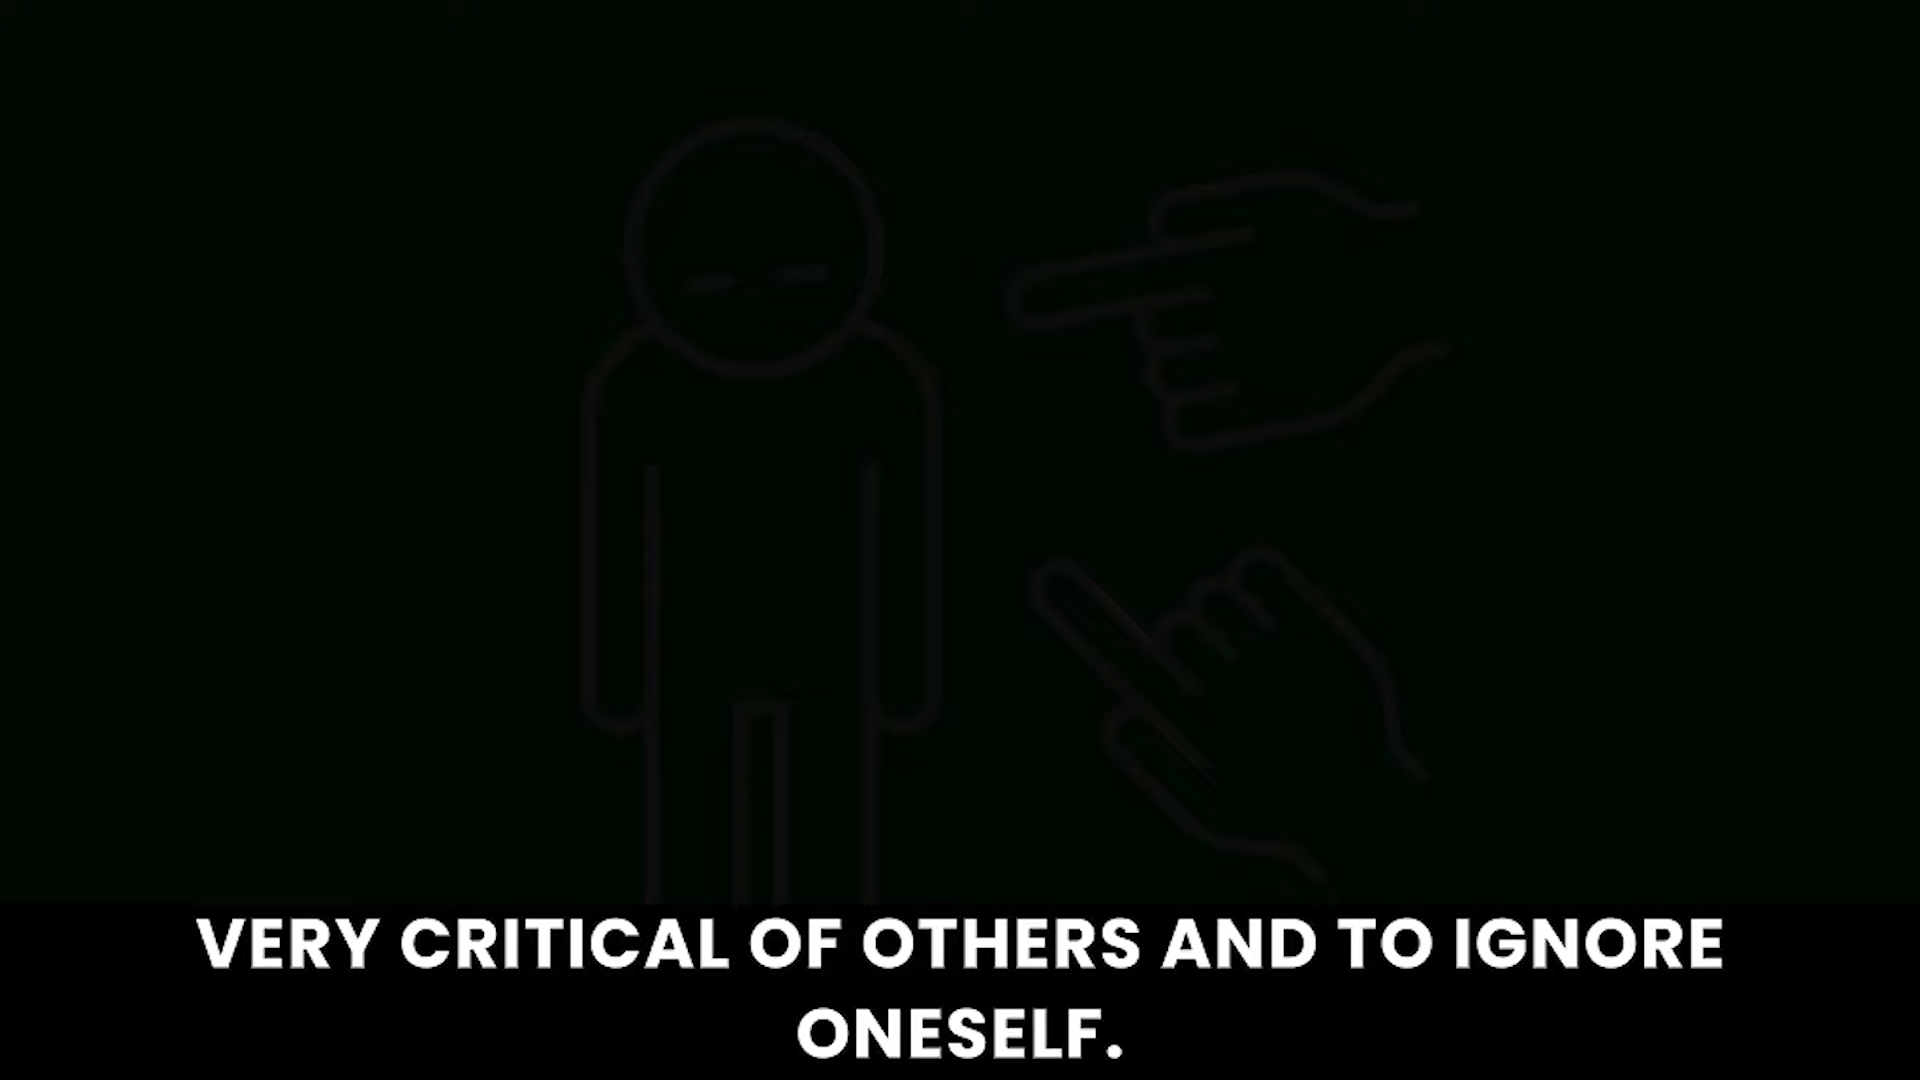 VERY CRITICAL OF OTHERS AND TO IGNORE
ONESELF.